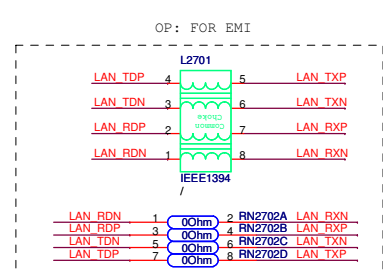 OP: FOR EMI
L2701
LAN_TDP 4 5 LAN_TXP
LAN_TDN 3 6 LAN_TXN
Common
Choke
LAN_RDP 2 7 LAN_RXP
LAN_RDN 1 8 LAN_RXN
IEEE1394
/
LAN_RDN 1 0Ohm 2 RN2702A LAN_RXN
LAN_RDP 3 0Ohm 4 RN2702B LAN_RXP
LAN_TDN 5 0Ohm 6 RN2702C LAN_TXN
LAN_TDP 7 0Ohm 8 RN2702D LAN_TXP